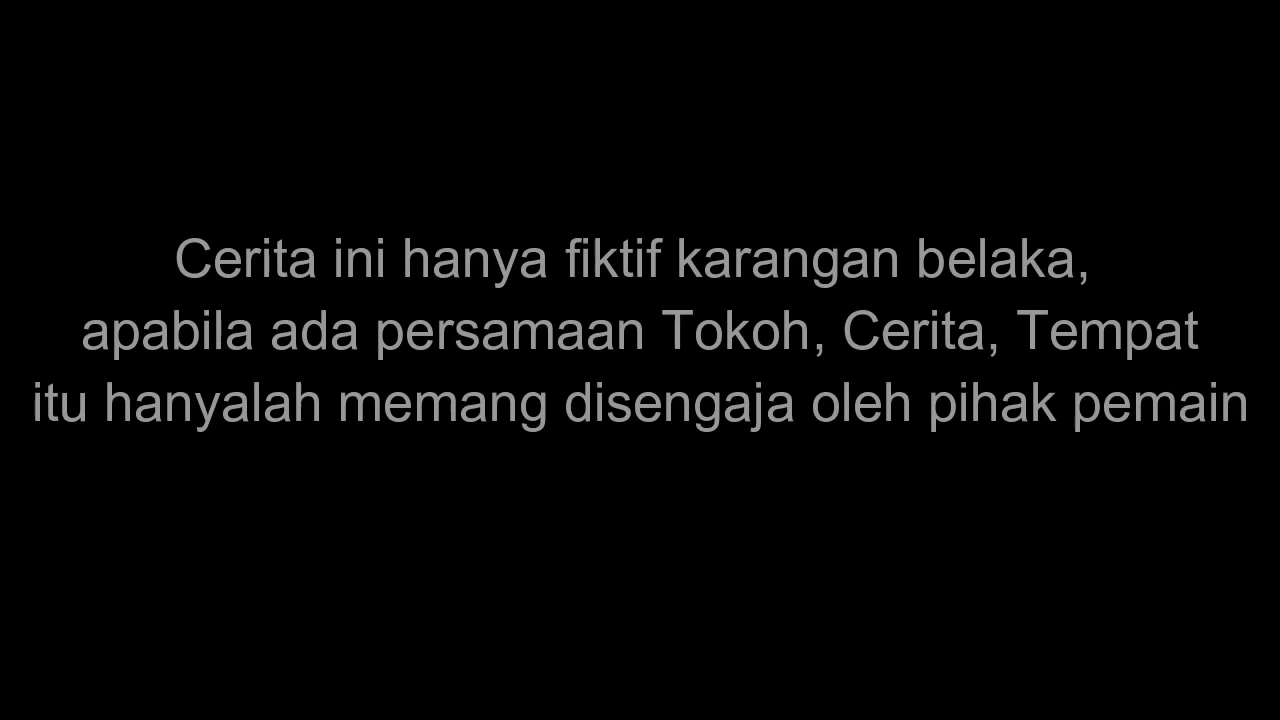 Cerita ini hanya fiktif karangan belaka,
apabila ada persamaan Tokoh, Cerita, Tempat
itu hanyalah memang disengaja oleh pihak pemain